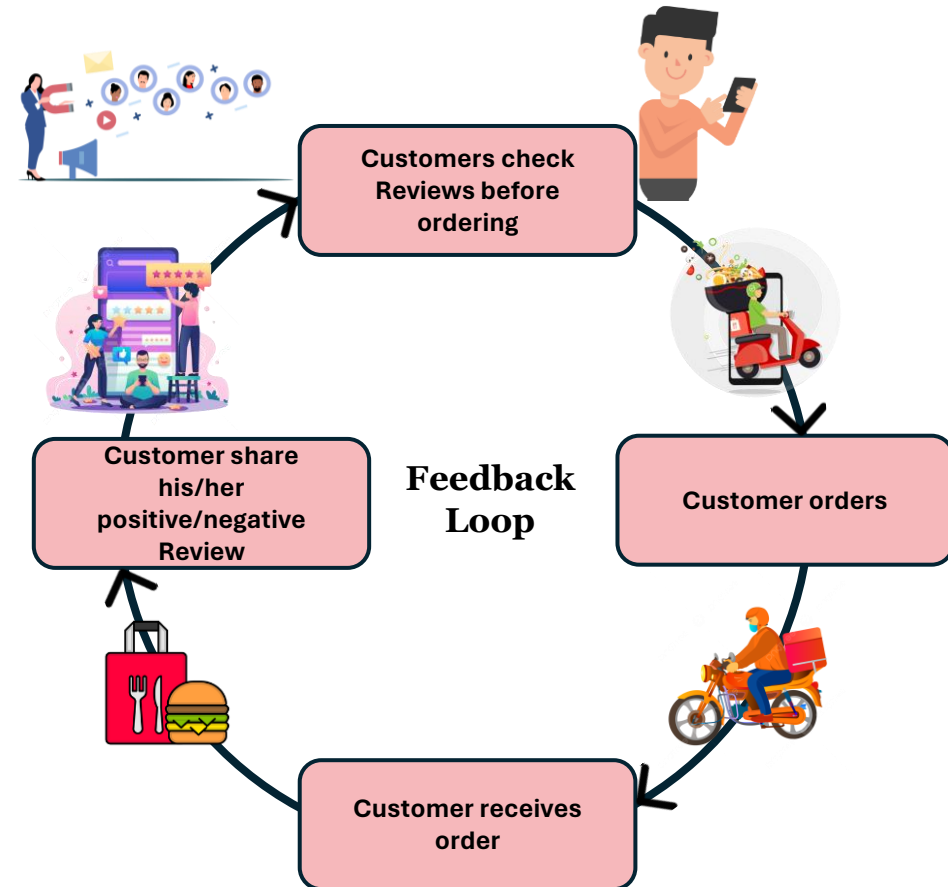 Customers check
Reviews before
ordering
Customer share
his/her
positive/negative
Review
Feedback
Loop
Customer orders
Customer receives
order